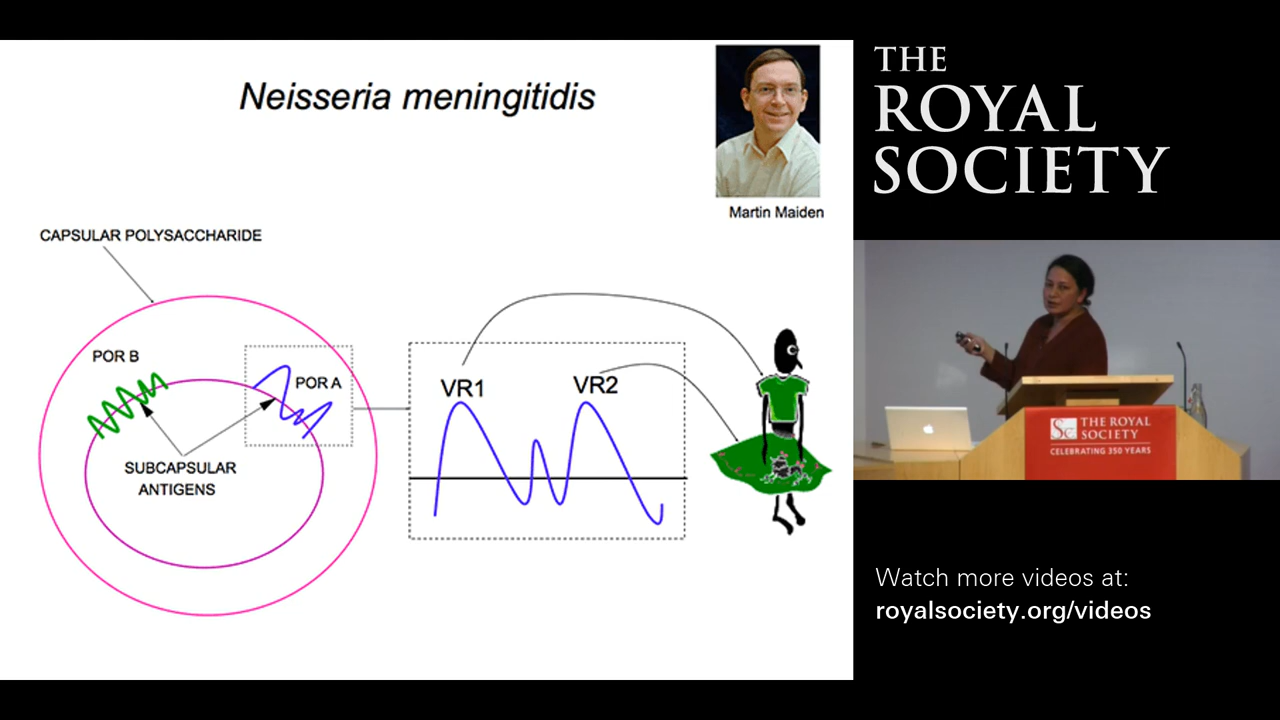 Neisseria meningitidis
Martin Maiden
CAPSULAR POLYSACCHARIDE
POR B
POR A
SUBCAPSULAR
ANTIGENS
VR1
VR2
THE
ROYAL
SOCIETY
THE ROYAL
SOCIETY
CELEBRATING 350 YEARS
Watch more videos at:
royalsociety.org/videos